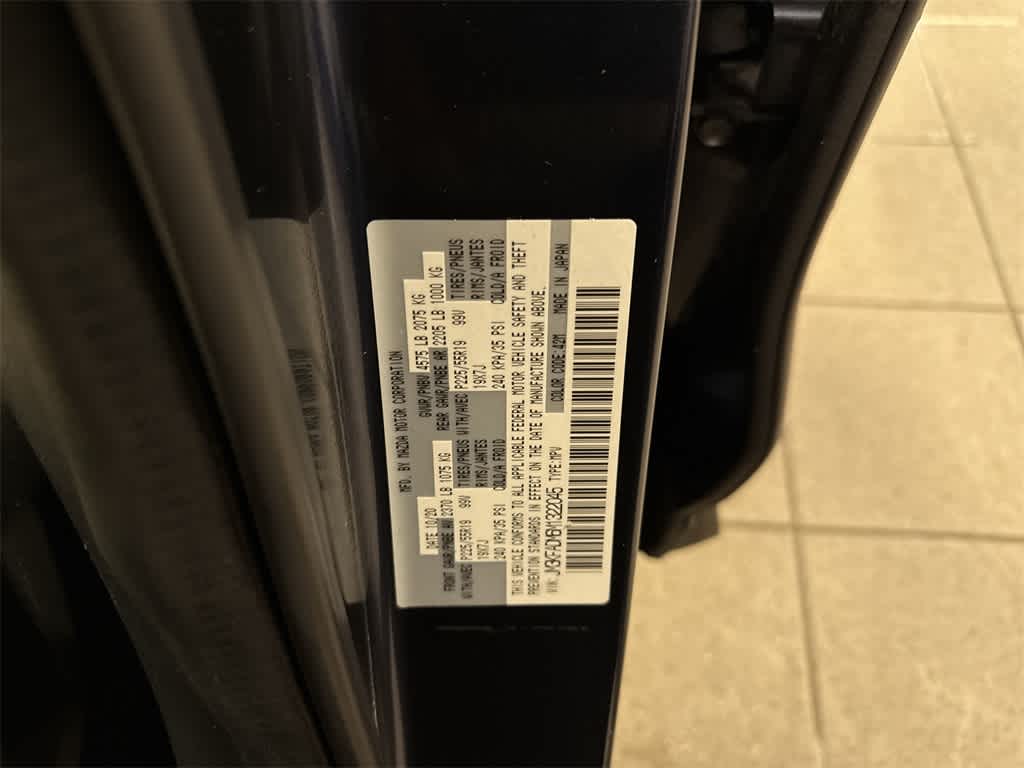 MFD. BY MAZDA MOTOR CORPORATION
DATE 10/20 GVWR/PNBV 4575 LB 2075 KG
FRONT GAWR/PNBE AV 2370 LB 1075 KG REAR GAWR/PNBE AR 2205 LB 1000 KG
WITH/AVEC P225/55R19 99V TIRES/PNEUS WITH/AVEC P225/55R19 99V TIRES/PNEUS
19X7J RIMS/JANTES 19X7J RIMS/JANTES
240 KPA/35 PSI COLD/A FROID 240 KPA/35 PSI COLD/A FROID
THIS VEHICLE CONFORMS TO ALL APPLICABLE FEDERAL MOTOR VEHICLE SAFETY AND THEFT
PREVENTION STANDARDS IN EFFECT ON THE DATE OF MANUFACTURE SHOWN ABOVE.
VIN: TYPE:MPV COLOR CODE:42M MADE IN JAPAN